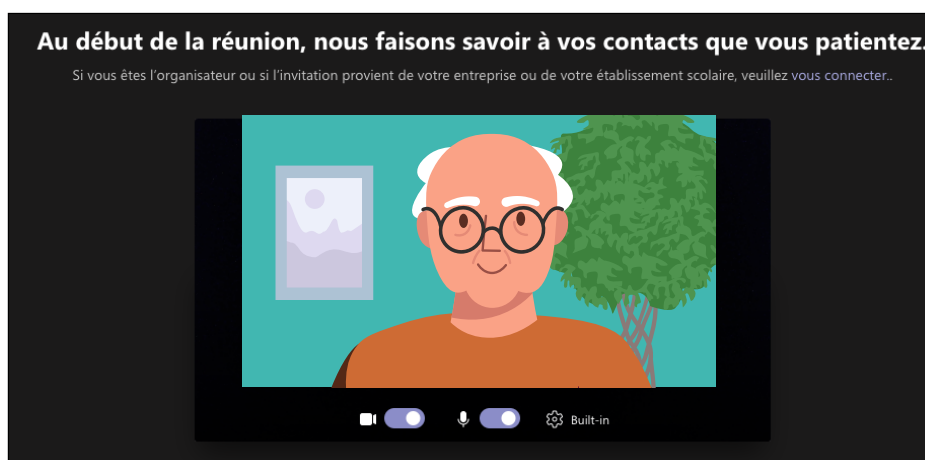 Au début de la réunion, nous faisons savoir à vos contacts que vous patientez.
Si vous êtes l'organisateur ou si l'invitation provient de votre entreprise ou de votre établissement scolaire, veuillez vous connecter..
Built-in